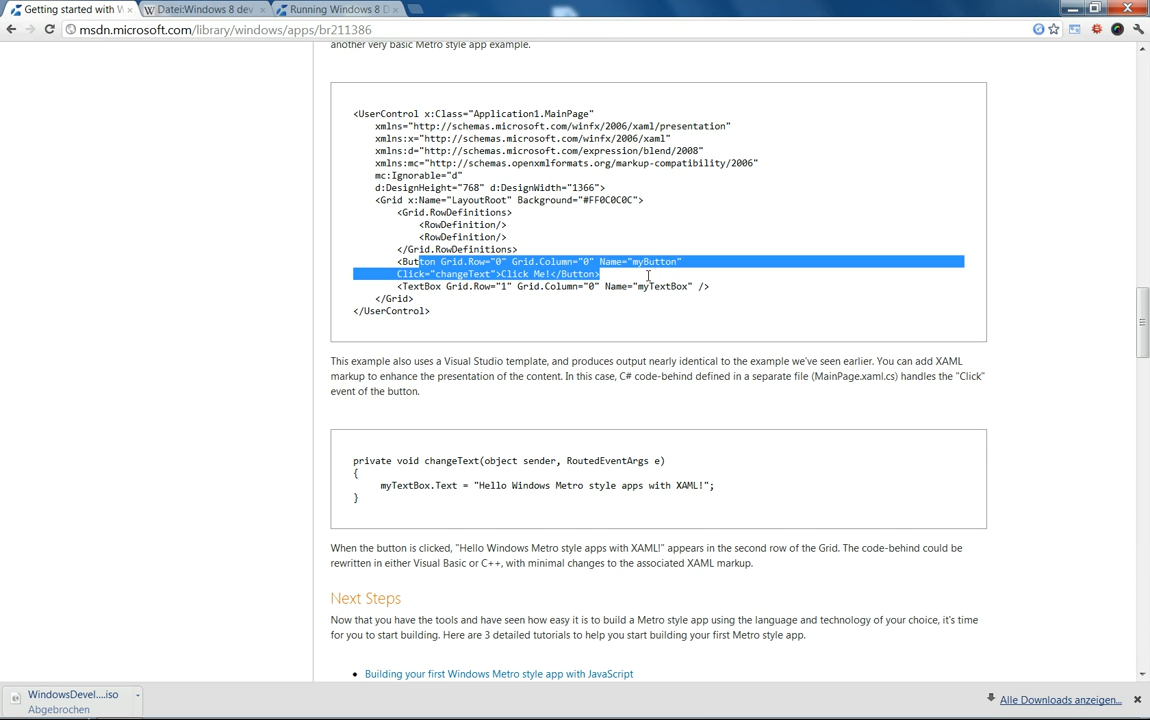 Getting started with W
Datei:Windows 8 dev
Running Windows 8 D
msdn.microsoft.com/library/windows/apps/br211386
another very basic Metro style app example.
<UserControl x:Class="Application1.MainPage"
xmlns="http://schemas.microsoft.com/winfx/2006/xaml/presentation"
xmlns:x="http://schemas.microsoft.com/winfx/2006/xaml"
xmlns:d="http://schemas.microsoft.com/expression/blend/2008"
xmlns:mc="http://schemas.openxmlformats.org/markup-compatibility/2006"
mc:Ignorable="d"
d:DesignHeight="768" d:DesignWidth="1366">
<Grid x:Name="LayoutRoot" Background="#FF0C0C0C">
<Grid.RowDefinitions>
<RowDefinition/>
<RowDefinition/>
</Grid.RowDefinitions>
<Button Grid.Row="0" Grid.Column="0" Name="myButton"
Click="changeText">Click Me!</Button>
<TextBox Grid.Row="1" Grid.Column="0" Name="myTextBox" />
</Grid>
</UserControl>
This example also uses a Visual Studio template, and produces output nearly identical to the example we've seen earlier. You can add XAML
markup to enhance the presentation of the content. In this case, C# code-behind defined in a separate file (MainPage.xaml.cs) handles the "Click"
event of the button.
private void changeText(object sender, RoutedEventArgs e)
{
myTextBox.Text = "Hello Windows Metro style apps with XAML!";
}
When the button is clicked, "Hello Windows Metro style apps with XAML!" appears in the second row of the Grid. The code-behind could be
rewritten in either Visual Basic or C++, with minimal changes to the associated XAML markup.
Next Steps
Now that you have the tools and have seen how easy it is to build a Metro style app using the language and technology of your choice, it's time
for you to start building. Here are 3 detailed tutorials to help you start building your first Metro style app.
• Building your first Windows Metro style app with JavaScript
WindowsDevel....iso
Abgebrochen
Alle Downloads anzeigen...